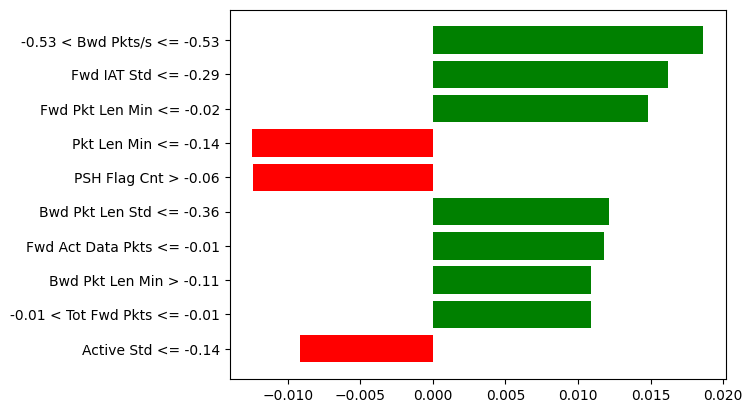 -0.53 < Bwd Pkts/s <= -0.53
Fwd IAT Std <= -0.29
Fwd Pkt Len Min <= -0.02
Pkt Len Min <= -0.14
PSH Flag Cnt > -0.06
Bwd Pkt Len Std <= -0.36
Fwd Act Data Pkts <= -0.01
Bwd Pkt Len Min > -0.11
-0.01 < Tot Fwd Pkts <= -0.01
Active Std <= -0.14
−0.010 −0.005 0.000 0.005 0.010 0.015 0.020